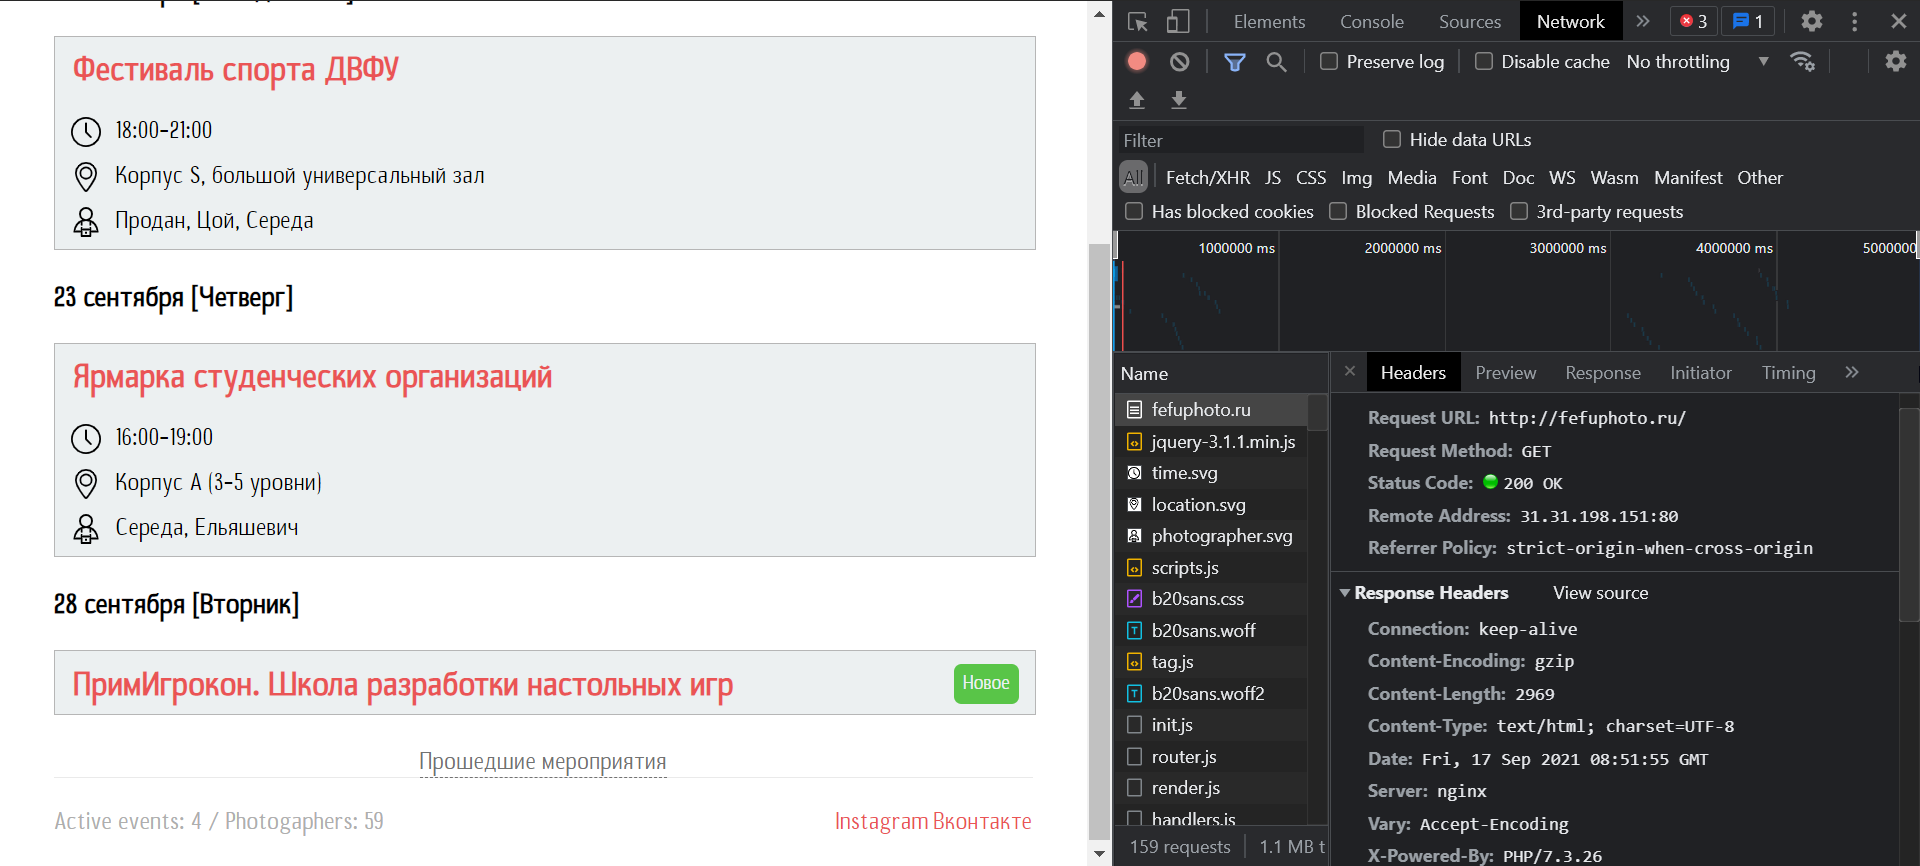 Фестиваль спорта ДВФУ
18:00-21:00
Корпус S, большой универсальный зал
Продан, Цой, Середа
23 сентября [Четверг]
Ярмарка студенческих организаций
16:00-19:00
Корпус А (3-5 уровни)
Середа, Ельяшевич
28 сентября [Вторник]
ПримИгрокон. Школа разработки настольных игр
Новое
Прошедшие мероприятия
Active events: 4 / Photogaphers: 59
Instagram Вконтакте
Elements Console Sources Network » 3 1
Preserve log Disable cache No throttling
Filter Hide data URLs
All Fetch/XHR JS CSS Img Media Font Doc WS Wasm Manifest Other
Has blocked cookies Blocked Requests 3rd-party requests
1000000 ms 2000000 ms 3000000 ms 4000000 ms 5000000
Name
fefuphoto.ru
jquery-3.1.1.min.js
time.svg
location.svg
photographer.svg
scripts.js
b20sans.css
b20sans.woff
tag.js
b20sans.woff2
init.js
router.js
render.js
handlers.js
159 requests 1.1 MB t
Headers Preview Response Initiator Timing »
Request URL: http://fefuphoto.ru/
Request Method: GET
Status Code: 200 OK
Remote Address: 31.31.198.151:80
Referrer Policy: strict-origin-when-cross-origin
Response Headers View source
Connection: keep-alive
Content-Encoding: gzip
Content-Length: 2969
Content-Type: text/html; charset=UTF-8
Date: Fri, 17 Sep 2021 08:51:55 GMT
Server: nginx
Vary: Accept-Encoding
X-Powered-By: PHP/7.3.26